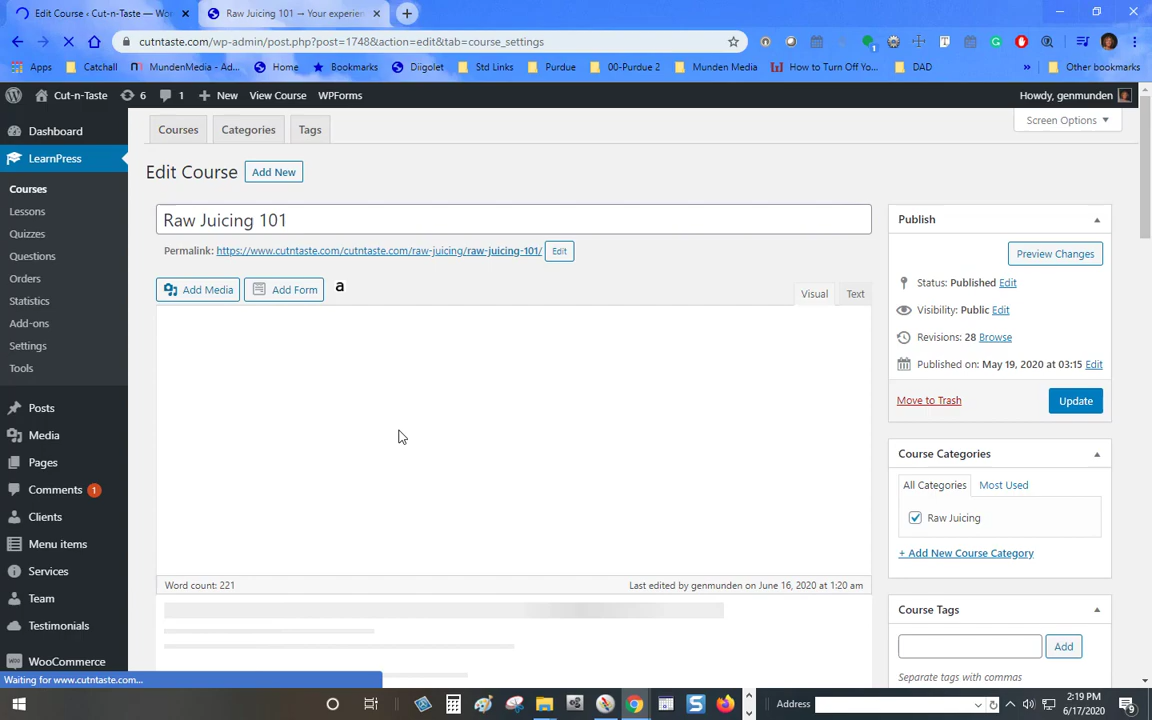 Edit Course ‹ Cut-n-Taste — Wo
Raw Juicing 101 – Your experien
cutntaste.com/wp-admin/post.php?post=1748&action=edit&tab=course_settings
Apps
Catchall
MundenMedia - Ad...
Home
Bookmarks
Diigolet
Std Links
Purdue
00-Purdue 2
Munden Media
How to Turn Off Yo...
DAD
»
Other bookmarks
Cut-n-Taste
6
1
New
View Course
WPForms
Howdy, genmunden
Dashboard
LearnPress
Courses
Lessons
Quizzes
Questions
Orders
Statistics
Add-ons
Settings
Tools
Posts
Media
Pages
Comments 1
Clients
Menu items
Services
Team
Testimonials
WooCommerce
Courses
Categories
Tags
Screen Options
Edit Course
Add New
Raw Juicing 101
Permalink: https://www.cutntaste.com/cutntaste.com/raw-juicing/raw-juicing-101/
Edit
Add Media
Add Form
a
Visual
Text
Word count: 221
Last edited by genmunden on June 16, 2020 at 1:20 am
Publish
Preview Changes
Status: Published Edit
Visibility: Public Edit
Revisions: 28 Browse
Published on: May 19, 2020 at 03:15 Edit
Move to Trash
Update
Course Categories
All Categories
Most Used
Raw Juicing
+ Add New Course Category
Course Tags
Add
Separate tags with commas
Waiting for www.cutntaste.com...
Address
2:19 PM
6/17/2020
9